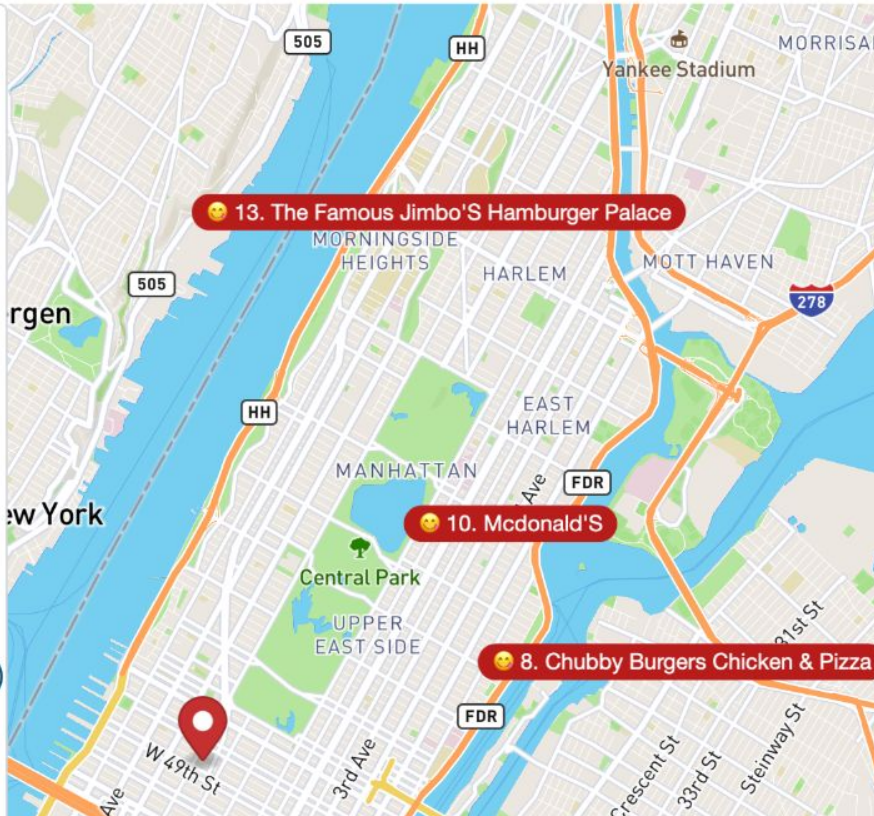 505
HH
Yankee Stadium
MORRISA
😋 13. The Famous Jimbo'S Hamburger Palace
MORNINGSIDE
HEIGHTS
HARLEM
MOTT HAVEN
505
278
rgen
HH
EAST
HARLEM
MANHATTAN
FDR
Ave
ew York
😋 10. Mcdonald'S
Central Park
UPPER
EAST SIDE
31st St
😋 8. Chubby Burgers Chicken & Pizza
FDR
W 49th St
3rd Ave
Ave
Crescent St
33rd St
Steinway St